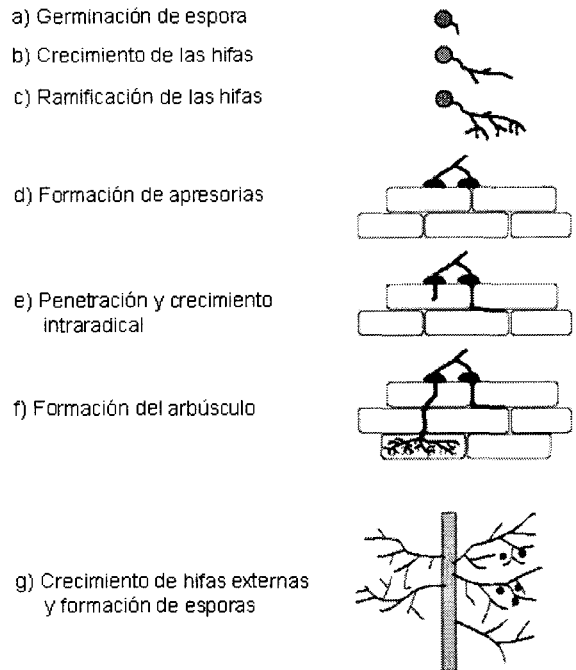 a) Germinación de espora
b) Crecimiento de las hifas
c) Ramificación de las hifas
d) Formación de apresorias
e) Penetración y crecimiento
intraradical
f) Formación del arbúsculo
g) Crecimiento de hifas externas
y formación de esporas